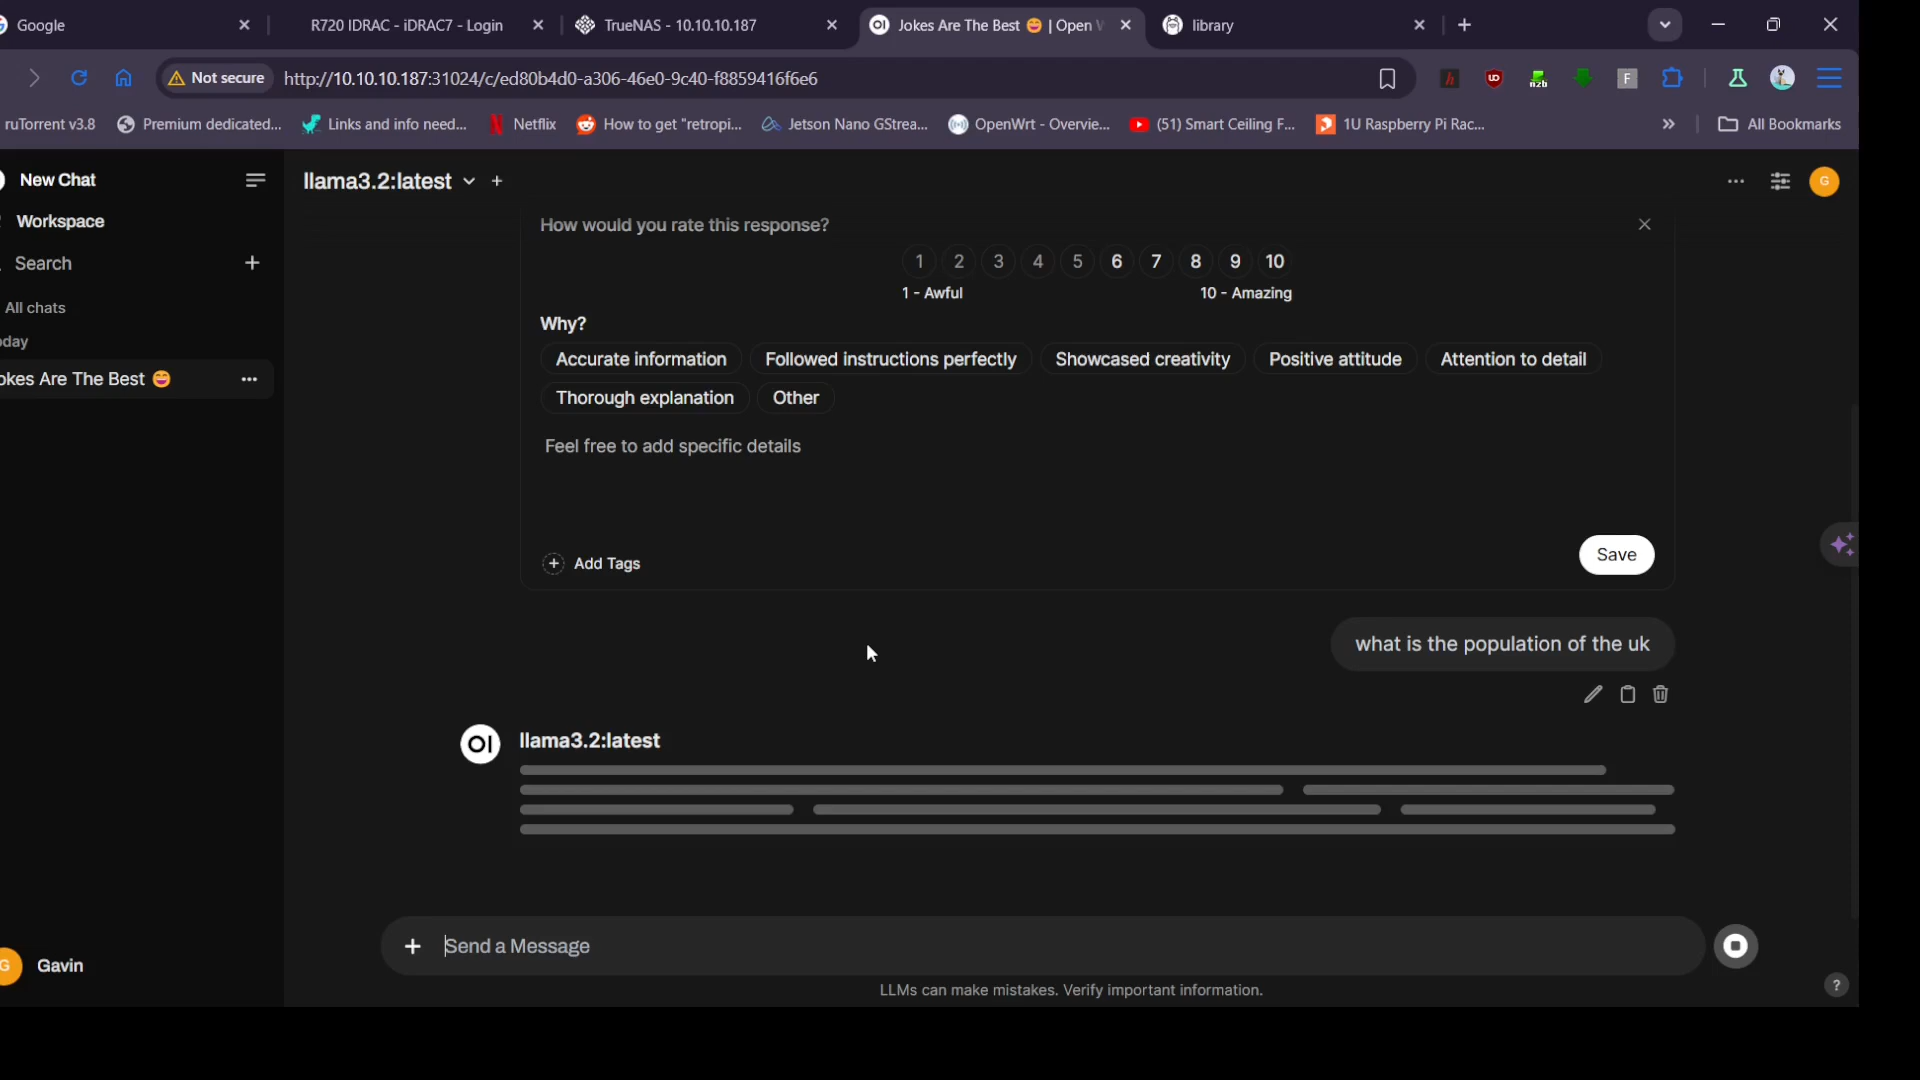 Google
R720 IDRAC - iDRAC7 - Login
TrueNAS - 10.10.10.187
Jokes Are The Best 😄 | Open W
library
Not secure
http://10.10.10.187:31024/c/ed80b4d0-a306-46e0-9c40-f8859416f6e6
ruTorrent v3.8
Premium dedicated...
Links and info need...
Netflix
How to get "retropi...
Jetson Nano GStrea...
OpenWrt - Overvie...
(51) Smart Ceiling F...
1U Raspberry Pi Rac...
All Bookmarks
New Chat
llama3.2:latest
G
Workspace
Search
All chats
oday
okes Are The Best 😄
How would you rate this response?
1 2 3 4 5 6 7 8 9 10
1 - Awful
10 - Amazing
Why?
Accurate information
Followed instructions perfectly
Showcased creativity
Positive attitude
Attention to detail
Thorough explanation
Other
Feel free to add specific details
Add Tags
Save
what is the population of the uk
OI
llama3.2:latest
Send a Message
G
Gavin
LLMs can make mistakes. Verify important information.
?